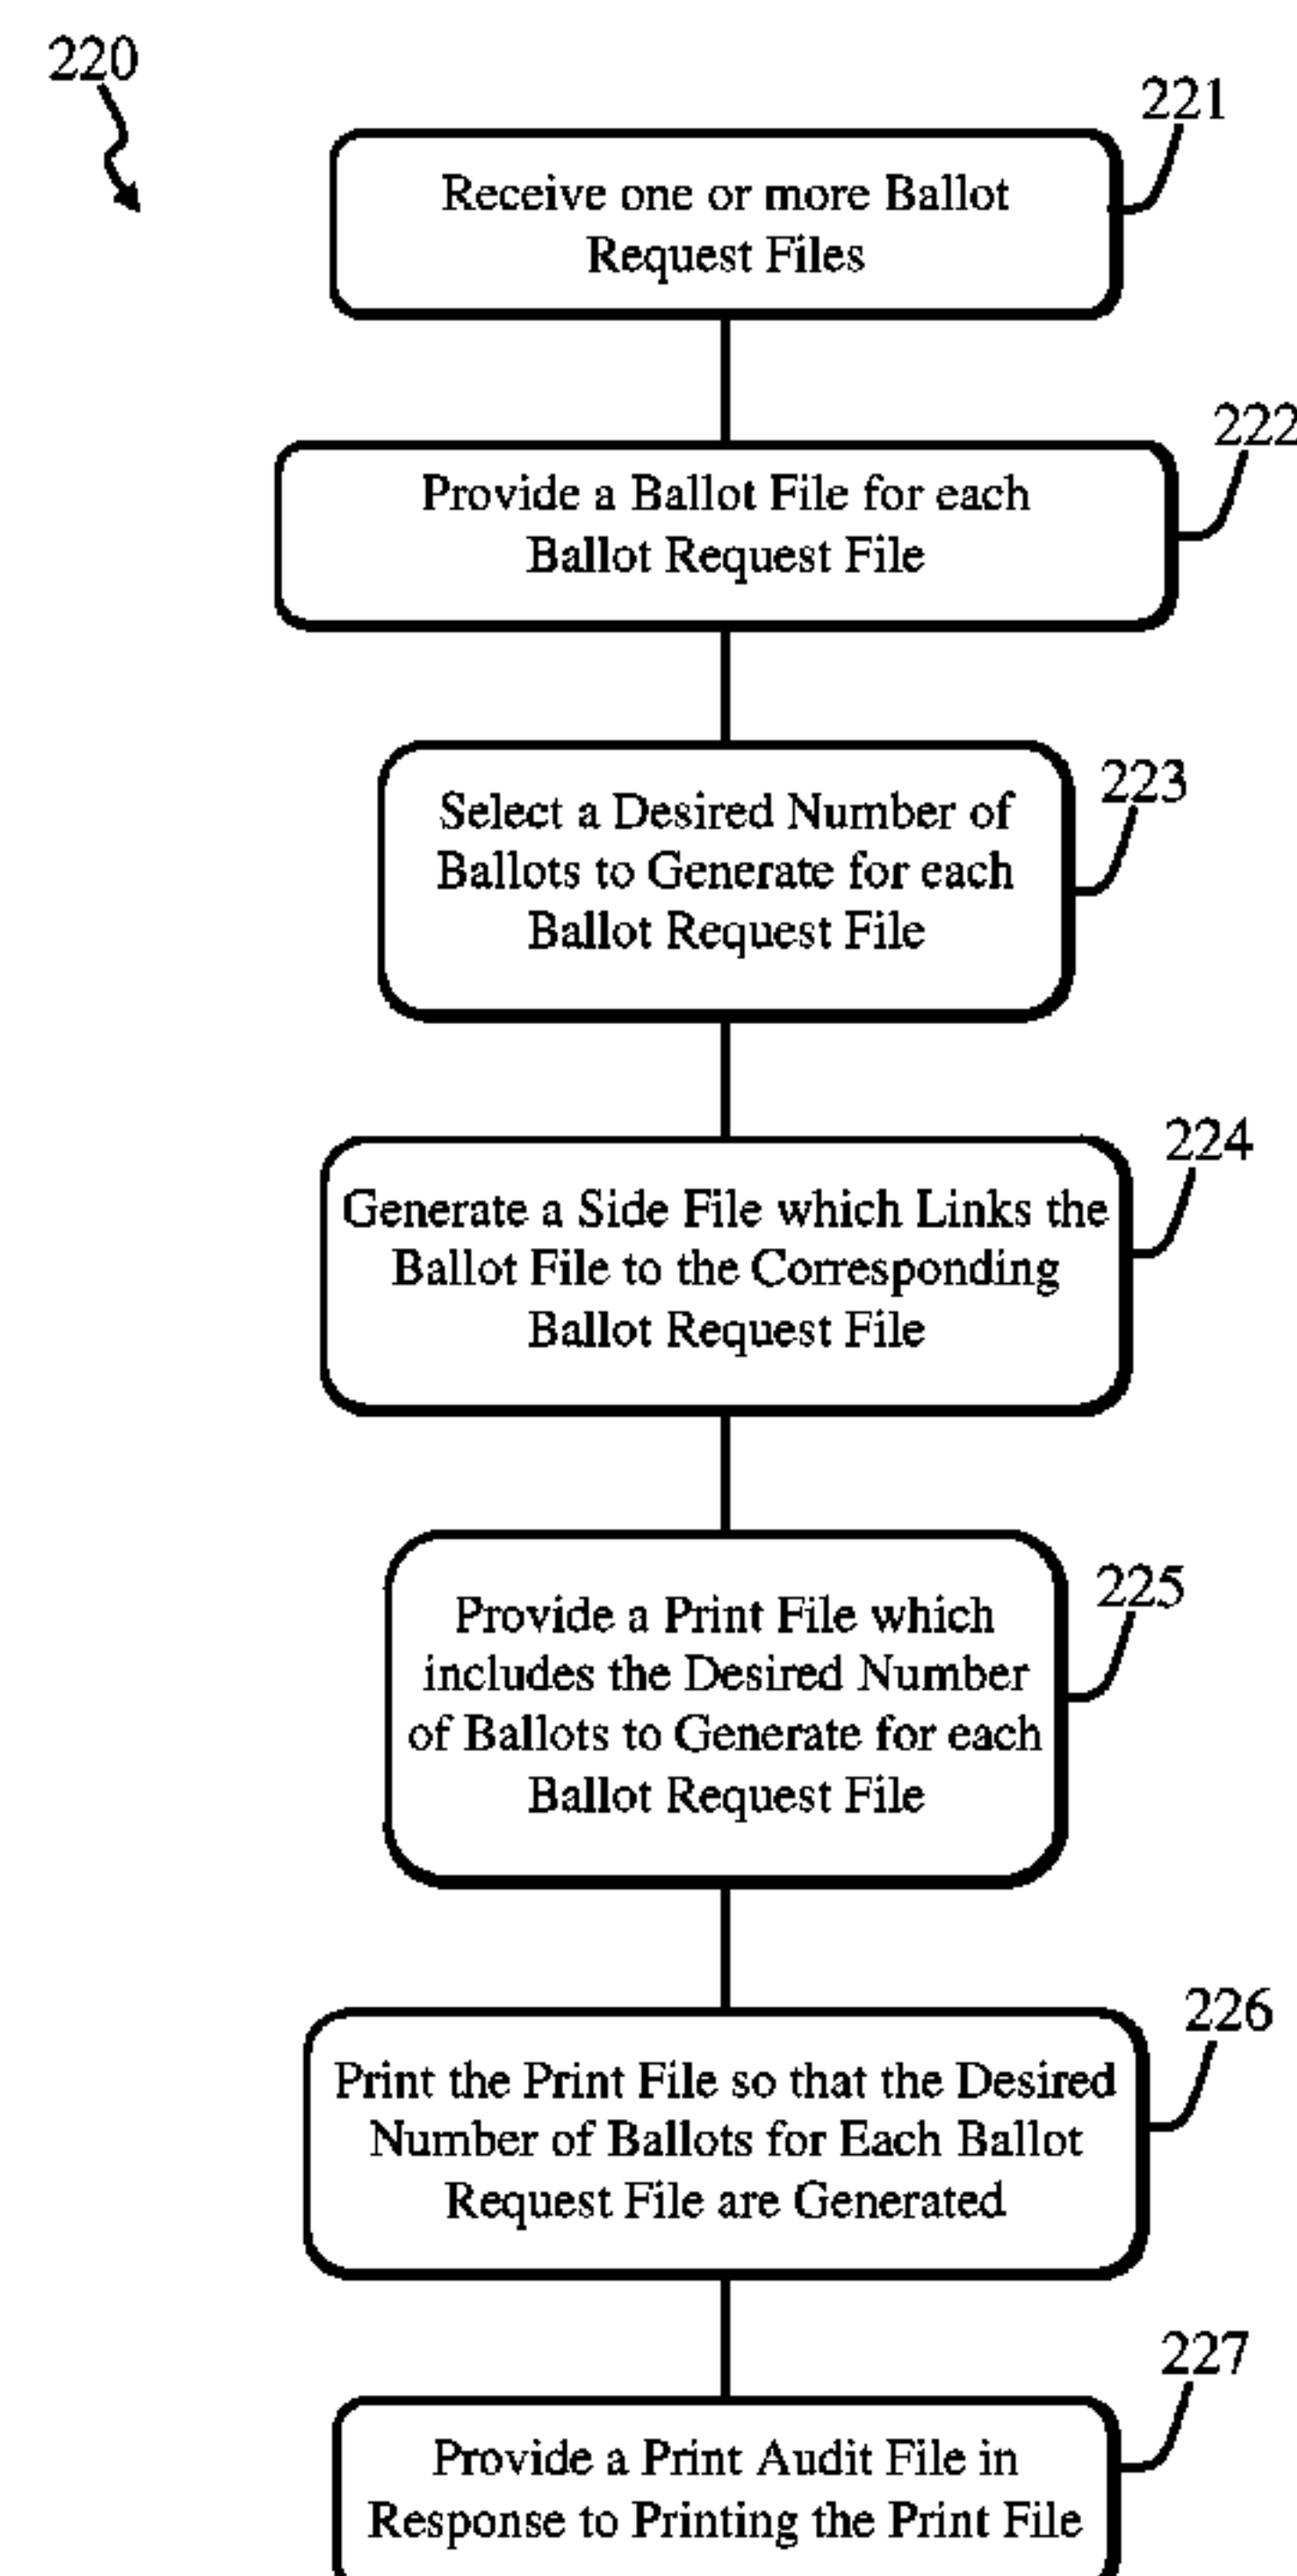 220
221
Receive one or more Ballot
Request Files
222
Provide a Ballot File for each
Ballot Request File
223
Select a Desired Number of
Ballots to Generate for each
Ballot Request File
224
Generate a Side File which Links the
Ballot File to the Corresponding
Ballot Request File
225
Provide a Print File which
includes the Desired Number
of Ballots to Generate for each
Ballot Request File
226
Print the Print File so that the Desired
Number of Ballots for Each Ballot
Request File are Generated
227
Provide a Print Audit File in
Response to Printing the Print File